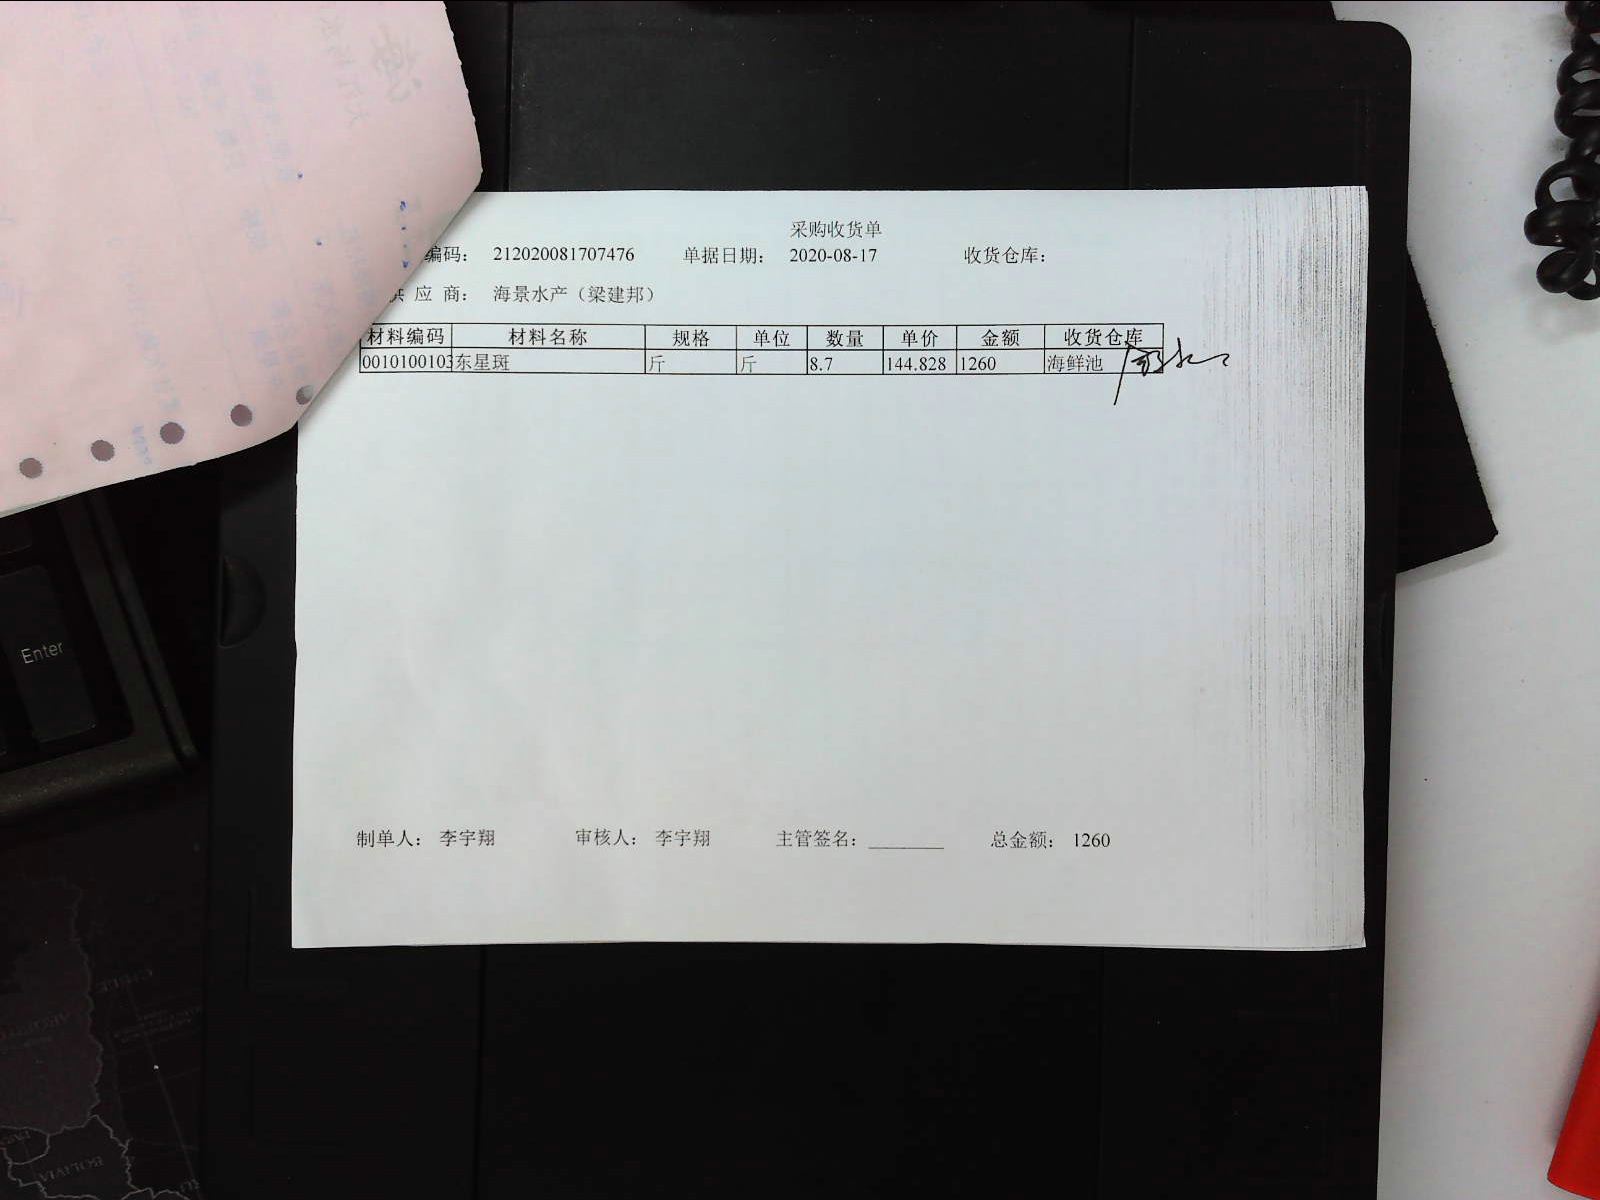 采购收货单
编码： 212020081707476 单据日期： 2020-08-17 收货仓库：
供 应 商： 海景水产（梁建邦）
材料编码 材料名称 规格 单位 数量 单价 金额 收货仓库
0010100103 东星斑 斤 斤 8.7 144.828 1260 海鲜池
制单人： 李宇翔 审核人： 李宇翔 主管签名： 总金额： 1260
Enter
CHILE
BOLIVIA